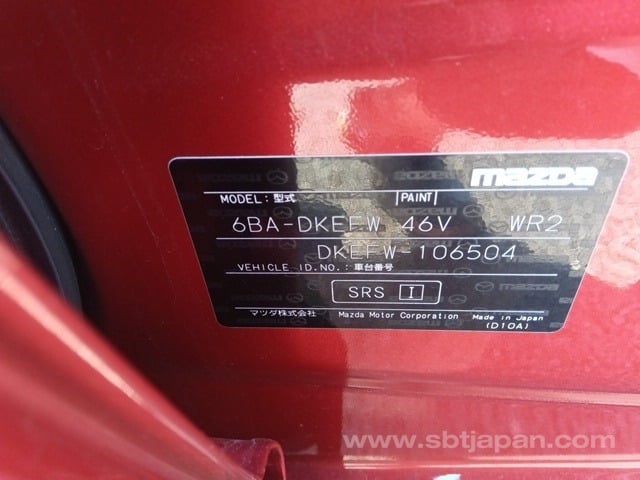 mazda
MODEL: 型式 PAINT
6BA-DKEFW 46V WR2
DKEFW-106504
VEHICLE ID.NO.: 車台番号
SRS I
マツダ株式会社 Mazda Motor Corporation Made in Japan
(D10A)
www.sbtjapan.com